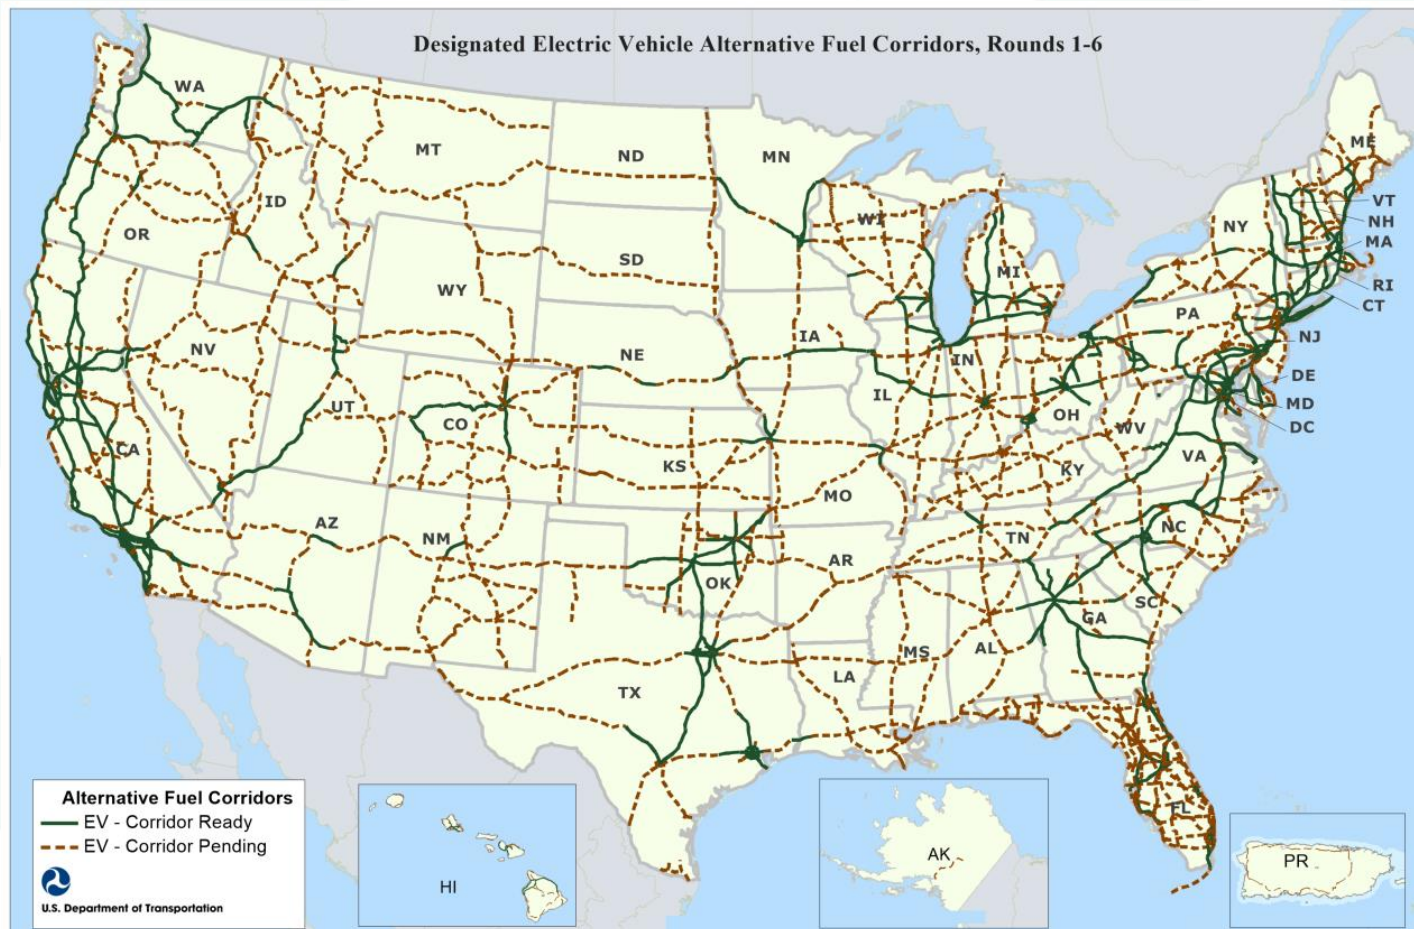 Designated Electric Vehicle Alternative Fuel Corridors, Rounds 1-6
WA
MT
ND
MN
ME
VT
NH
MA
RI
CT
OR
ID
SD
WI
MI
NY
WY
NE
IA
PA
NJ
DE
MD
DC
NV
UT
CO
IL
IN
OH
WV
VA
CA
KS
MO
KY
AZ
NM
OK
AR
TN
NC
SC
TX
LA
MS
AL
GA
FL
Alternative Fuel Corridors
EV - Corridor Ready
EV - Corridor Pending
U.S. Department of Transportation
HI
AK
PR